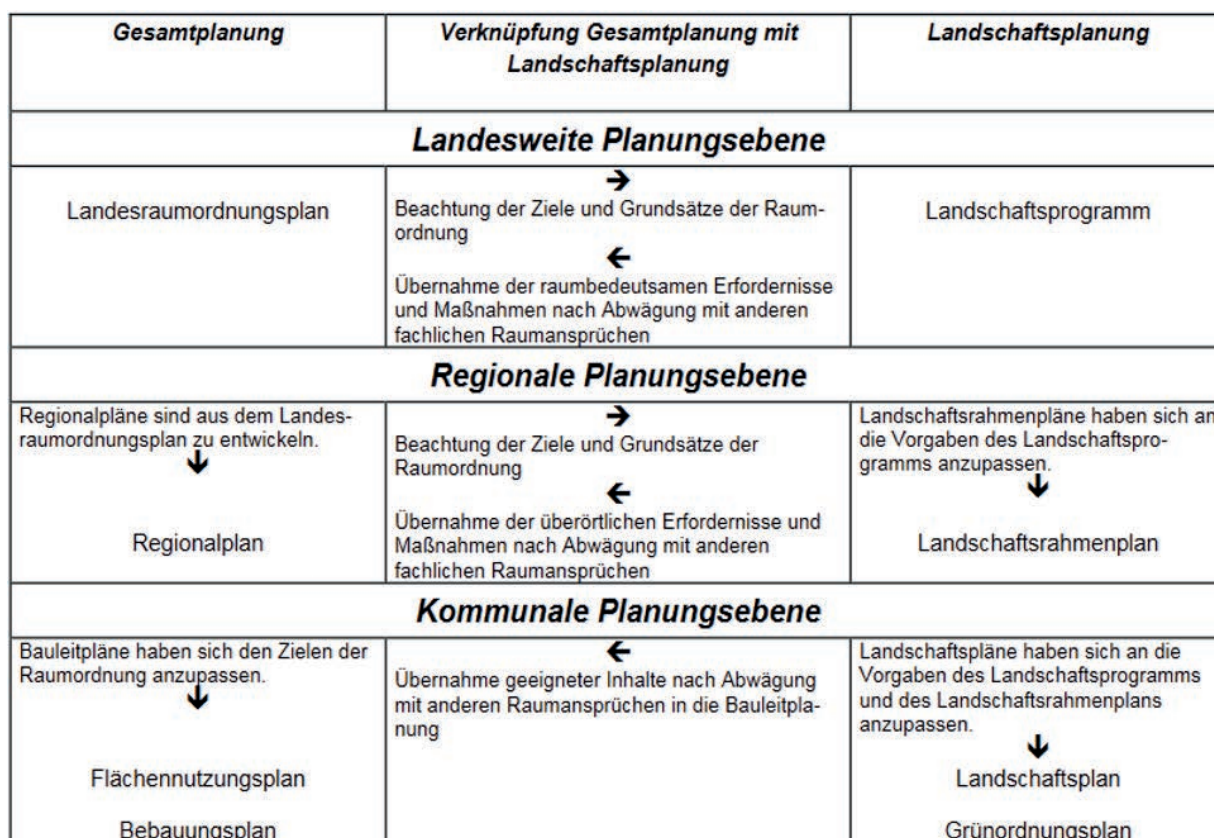 Gesamtplanung
Verknüpfung Gesamtplanung mit
Landschaftsplanung
Landschaftsplanung
Landesweite Planungsebene
Landesraumordnungsplan
→
Beachtung der Ziele und Grundsätze der Raum-
ordnung
←
Übernahme der raumbedeutsamen Erfordernisse
und Maßnahmen nach Abwägung mit anderen
fachlichen Raumansprüchen
Landschaftsprogramm
Regionale Planungsebene
Regionalpläne sind aus dem Landes-
raumordnungsplan zu entwickeln.
↓
Regionalplan
→
Beachtung der Ziele und Grundsätze der
Raumordnung
←
Übernahme der überörtlichen Erfordernisse und
Maßnahmen nach Abwägung mit anderen
fachlichen Raumansprüchen
Landschaftsrahmenpläne haben sich an
die Vorgaben des Landschaftspro-
gramms anzupassen.
↓
Landschaftsrahmenplan
Kommunale Planungsebene
Bauleitpläne haben sich den Zielen der
Raumordnung anzupassen.
↓
Flächennutzungsplan
Bebauungsplan
←
Übernahme geeigneter Inhalte nach Abwägung
mit anderen Raumansprüchen in die Bauleitpla-
nung
Landschaftspläne haben sich an die
Vorgaben des Landschaftsprogramms
und des Landschaftsrahmenplans
anzupassen.
↓
Landschaftsplan
Grünordnungsplan